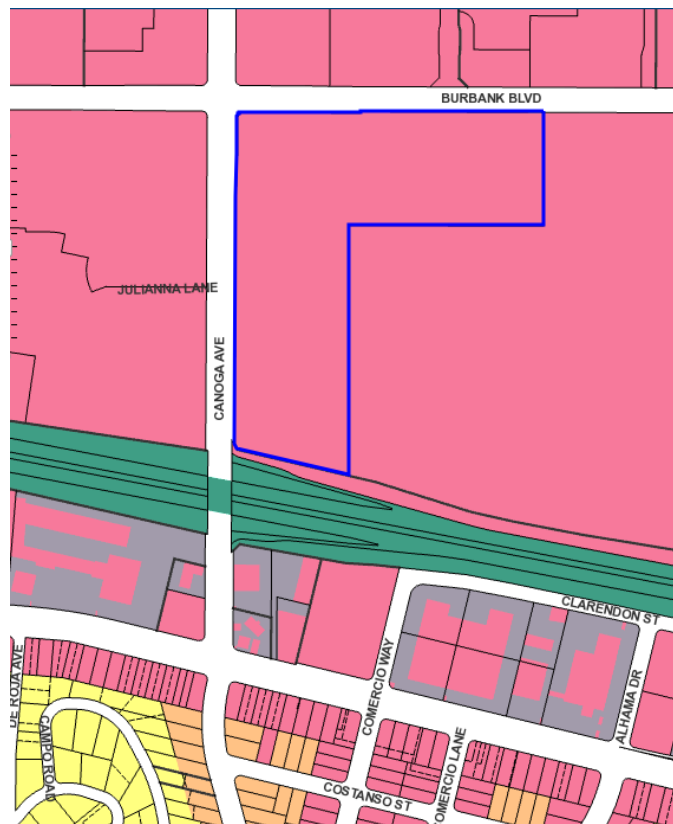 BURBANK BLVD
JULIANNA LANE
CANOGA AVE
CLARENDON ST
DE ROJA AVE
CAMPO ROAD
COMERCIO WAY
ALHAMA DR
COMERCIO LANE
COSTANSO ST